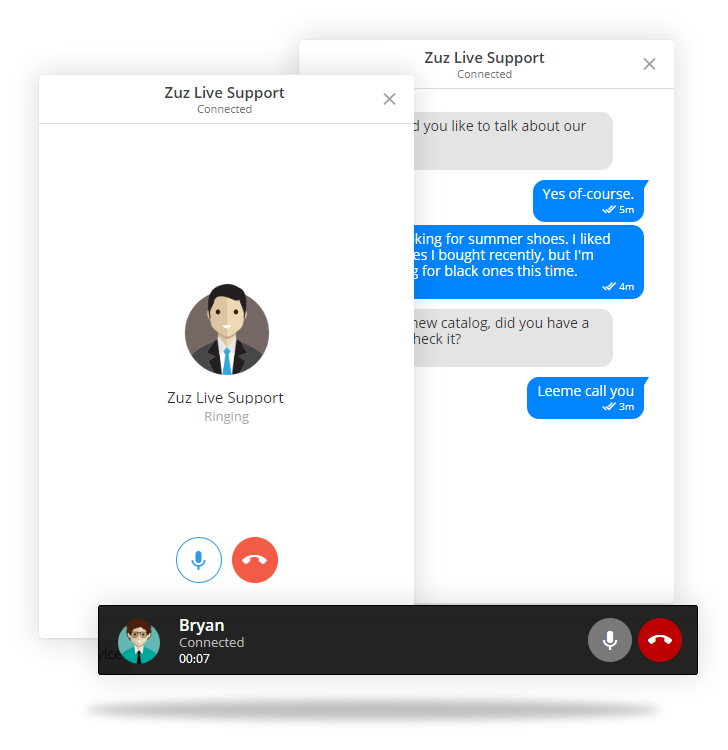 Zuz Live Support
Connected
d you like to talk about our
Yes of-course.
5m
king for summer shoes. I liked
es I bought recently, but I'm
for black ones this time.
4m
new catalog, did you have a
heck it?
Leeme call you
3m
Zuz Live Support
Connected
Zuz Live Support
Ringing
Bryan
Connected
00:07